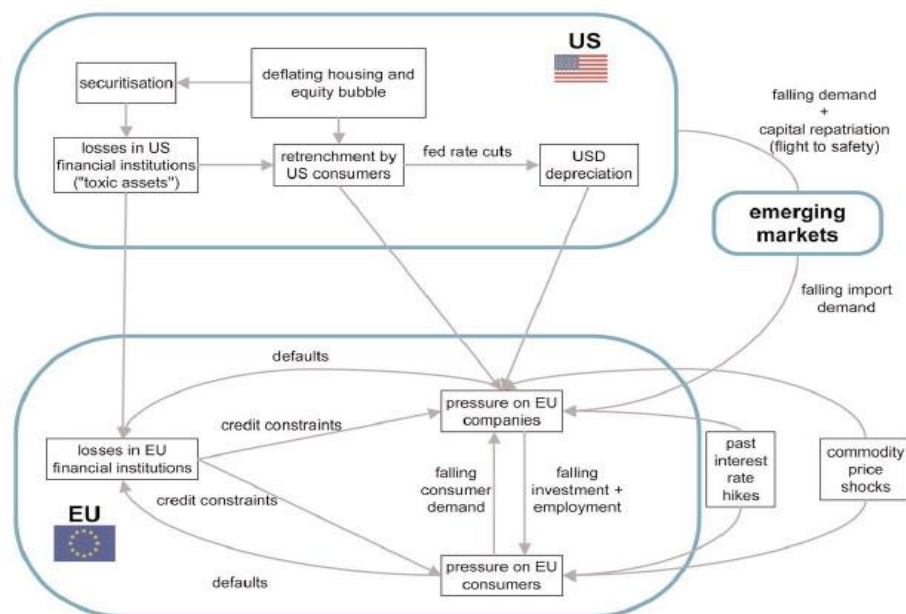 US
deflating housing and
equity bubble
securitisation
losses in US
financial institutions
("toxic assets")
retrenchment by
US consumers
fed rate cuts
USD
depreciation
falling demand
+
capital repatriation
(flight to safety)
emerging
markets
falling import
demand
defaults
pressure on EU
companies
credit constraints
losses in EU
financial institutions
credit constraints
falling
consumer
demand
falling
investment +
employment
past
interest
rate
hikes
commodity
price
shocks
EU
defaults
pressure on EU
consumers